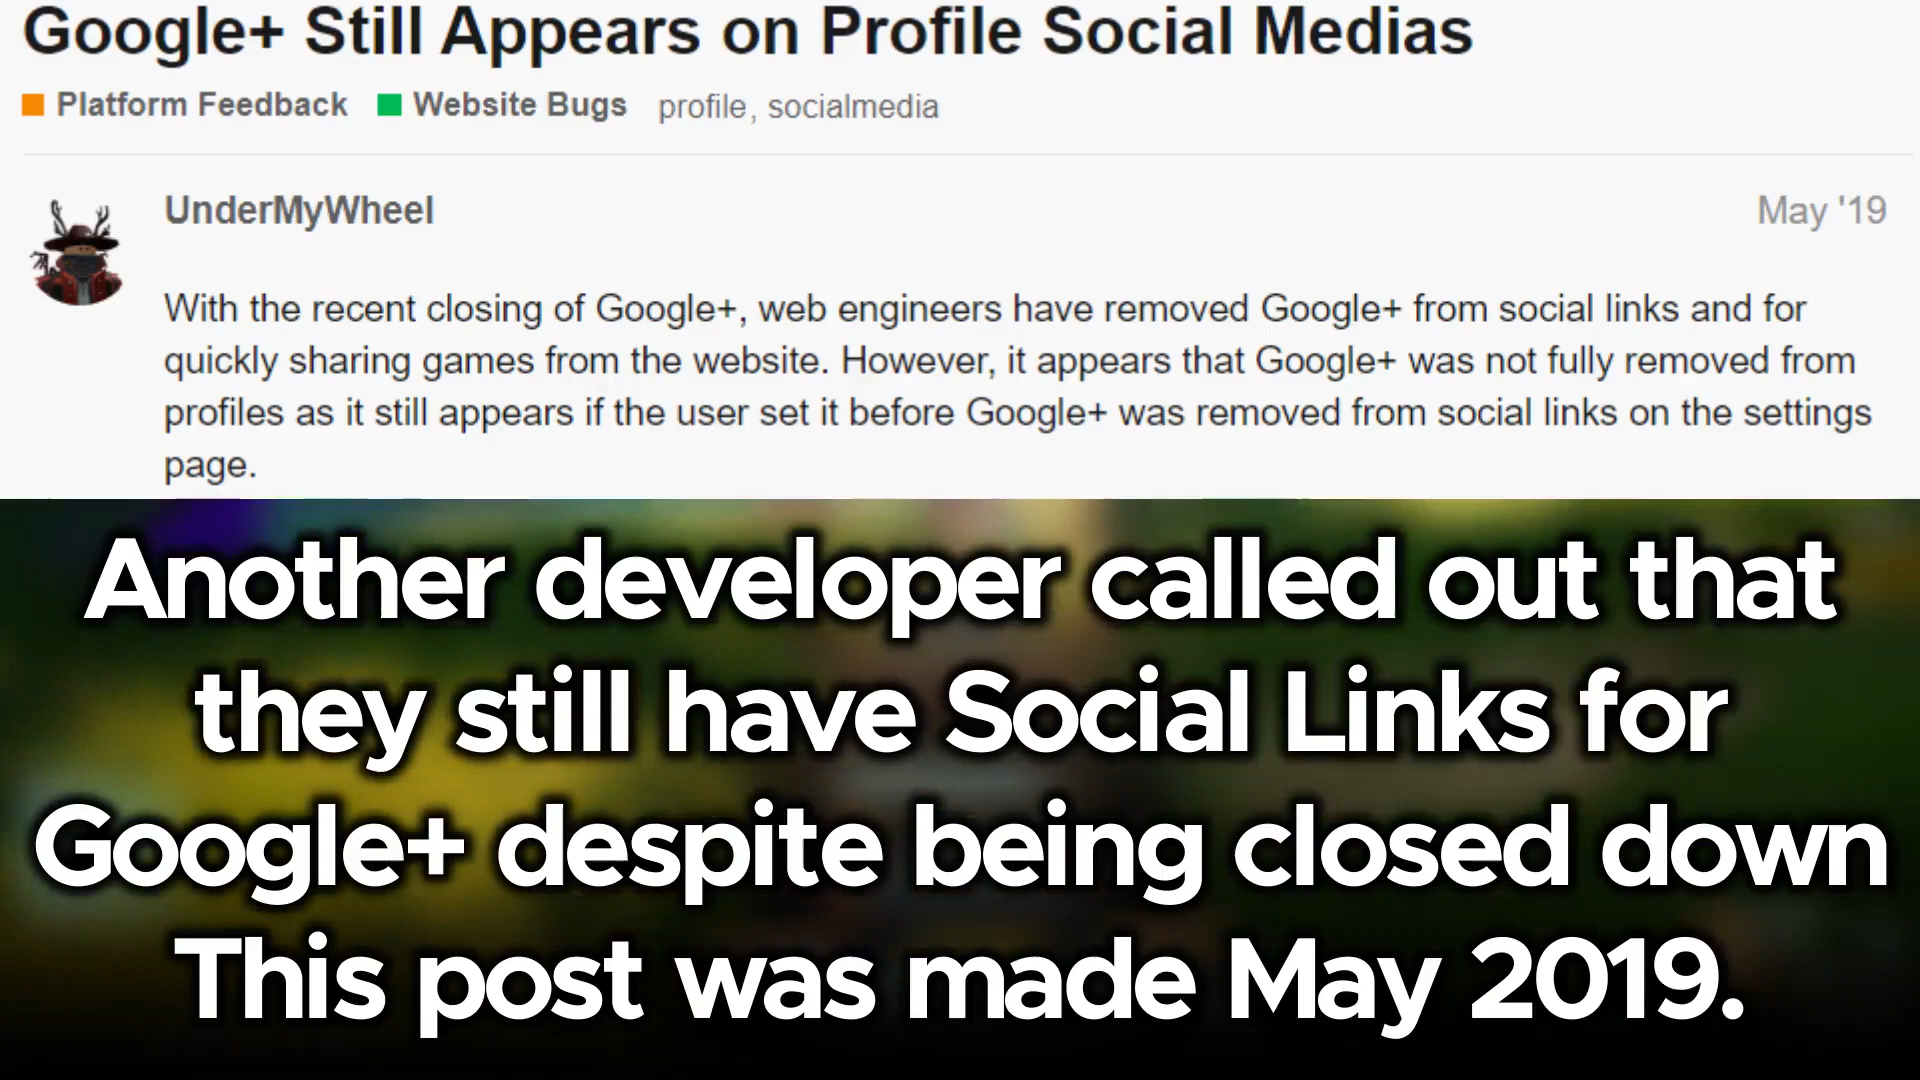 Google+ Still Appears on Profile Social Medias
Platform Feedback Website Bugs profile, socialmedia
UnderMyWheel May '19
With the recent closing of Google+, web engineers have removed Google+ from social links and for
quickly sharing games from the website. However, it appears that Google+ was not fully removed from
profiles as it still appears if the user set it before Google+ was removed from social links on the settings
page.
Another developer called out that
they still have Social Links for
Google+ despite being closed down
This post was made May 2019.